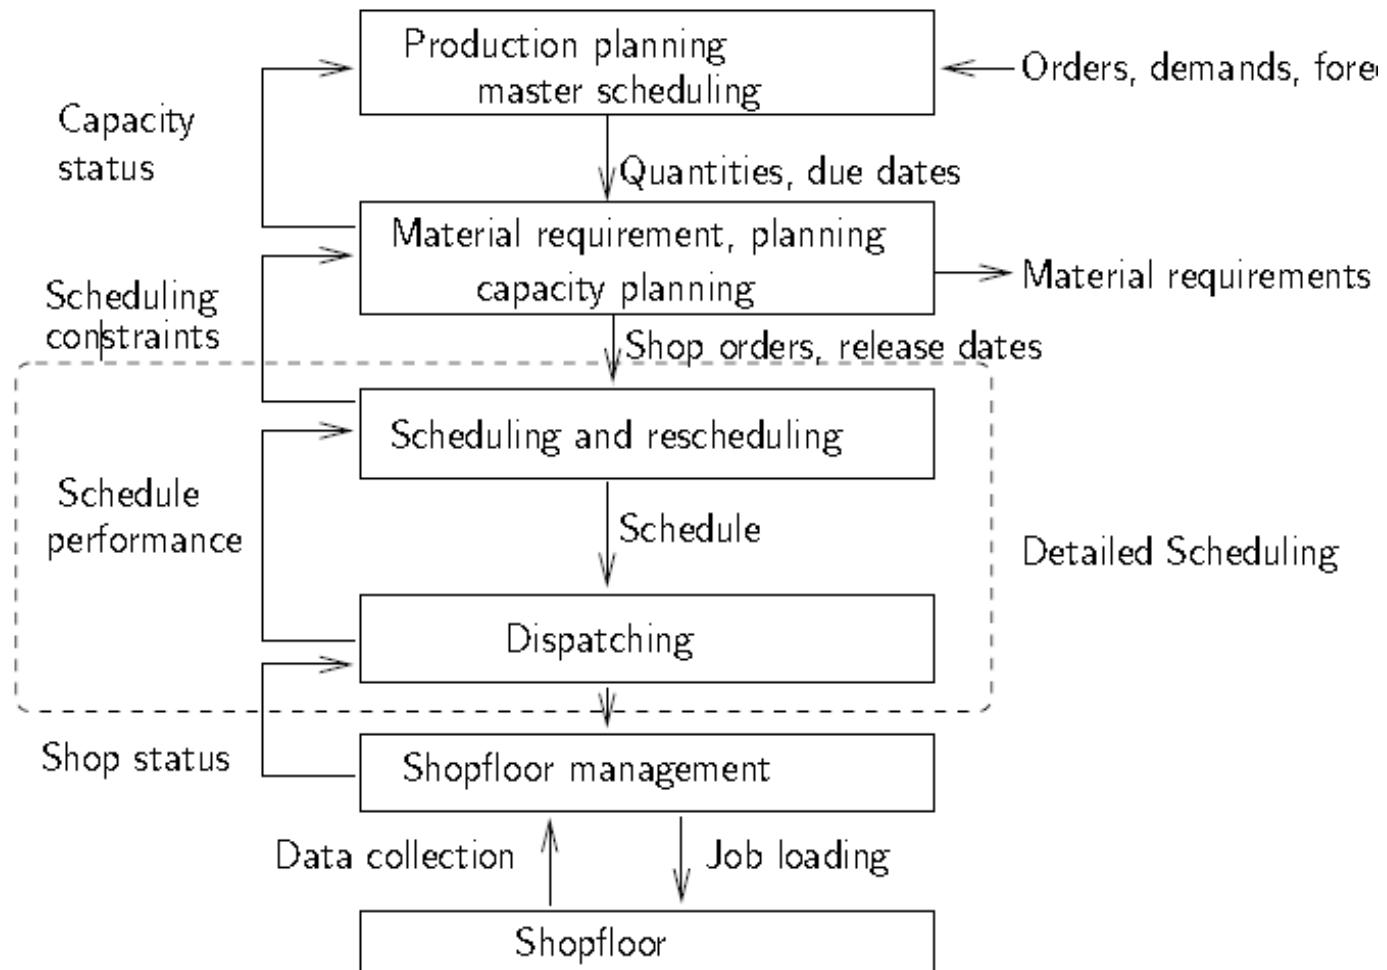 Production planning
master scheduling
Orders, demands,
Capacity
status
Quantities, due dates
Material requirement, planning
capacity planning
Material requirements
Scheduling
constraints
Shop orders, release dates
Scheduling and rescheduling
Schedule
performance
Schedule
Detailed Scheduling
Dispatching
Shop status
Shopfloor management
Data collection
Job loading
Shopfloor